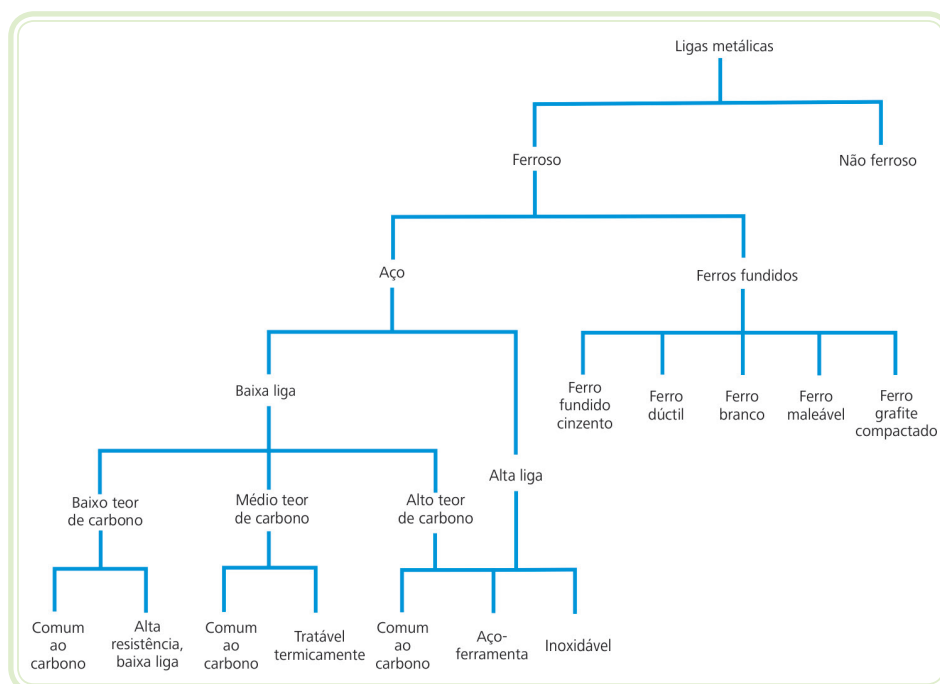 Ligas metálicas
Ferroso
Não ferroso
Aço
Ferros fundidos
Baixa liga
Ferro
fundido
cinzento
Ferro
dúctil
Ferro
branco
Ferro
maleável
Ferro
grafite
compactado
Alta liga
Baixo teor
de carbono
Médio teor
de carbono
Alto teor
de carbono
Comum
ao
carbono
Alta
resistência,
baixa liga
Comum
ao
carbono
Tratável
termicamente
Comum
ao
carbono
Aço-
ferramenta
Inoxidável